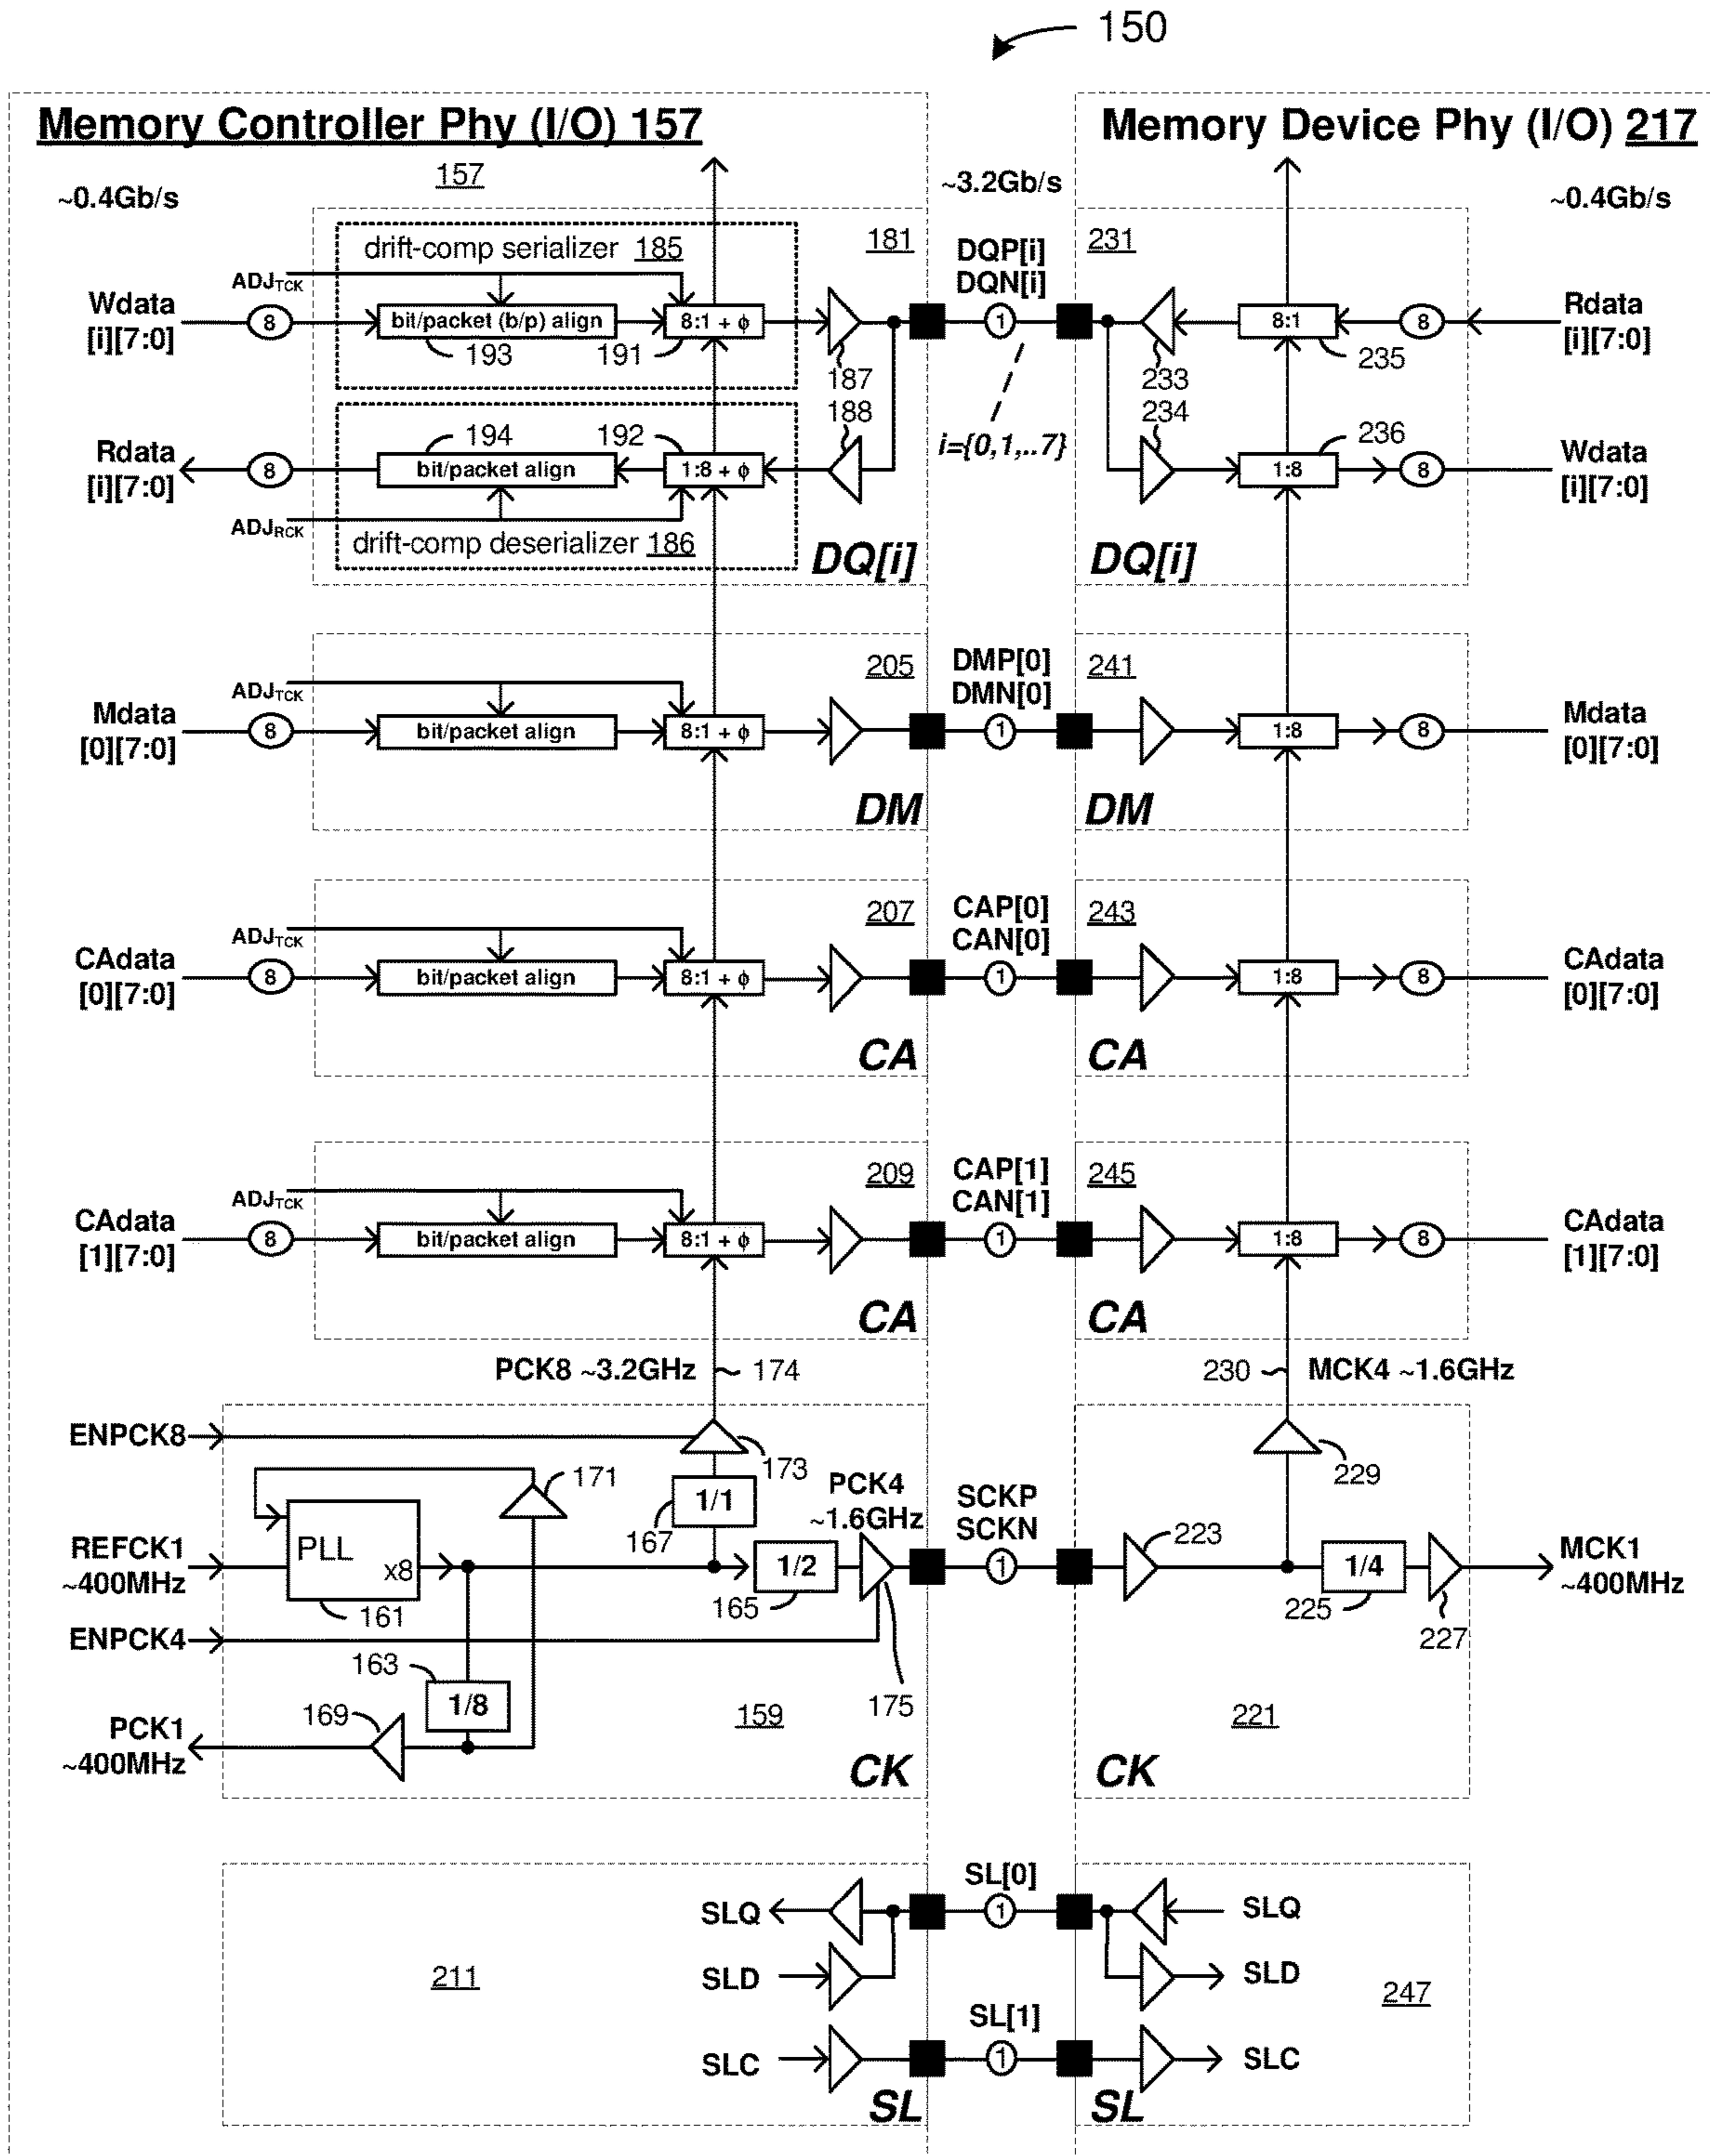 150
Memory Controller Phy (I/O) 157
Memory Device Phy (I/O) 217
157
~0.4Gb/s
~3.2Gb/s
~0.4Gb/s
drift-comp serializer 185
181
DQP[i]
DQN[i]
231
ADJTCK
Wdata
[i][7:0]
8
bit/packet (b/p) align
8:1 + ϕ
1
8:1
8
Rdata
[i][7:0]
193
191
187
233
235
188
234
i={0,1,..7}
194
192
236
Rdata
[i][7:0]
8
bit/packet align
1:8 + ϕ
1:8
8
Wdata
[i][7:0]
ADJRCK
drift-comp deserializer 186
DQ[i]
DQ[i]
205
DMP[0]
DMN[0]
241
ADJTCK
Mdata
[0][7:0]
8
bit/packet align
8:1 + ϕ
1
1:8
8
Mdata
[0][7:0]
DM
DM
207
CAP[0]
CAN[0]
243
ADJTCK
CAdata
[0][7:0]
8
bit/packet align
8:1 + ϕ
1
1:8
8
CAdata
[0][7:0]
CA
CA
209
CAP[1]
CAN[1]
245
ADJTCK
CAdata
[1][7:0]
8
bit/packet align
8:1 + ϕ
1
1:8
8
CAdata
[1][7:0]
CA
CA
PCK8 ~3.2GHz
174
230
MCK4 ~1.6GHz
ENPCK8
171
173
229
1/1
167
PCK4
~1.6GHz
SCKP
SCKN
223
REFCK1
~400MHz
PLL
x8
161
1/2
165
1
1/4
225
227
MCK1
~400MHz
ENPCK4
163
1/8
175
169
159
221
PCK1
~400MHz
CK
CK
SL[0]
SLQ
1
SLQ
211
SLD
SLD
247
SL[1]
SLC
1
SLC
SL
SL